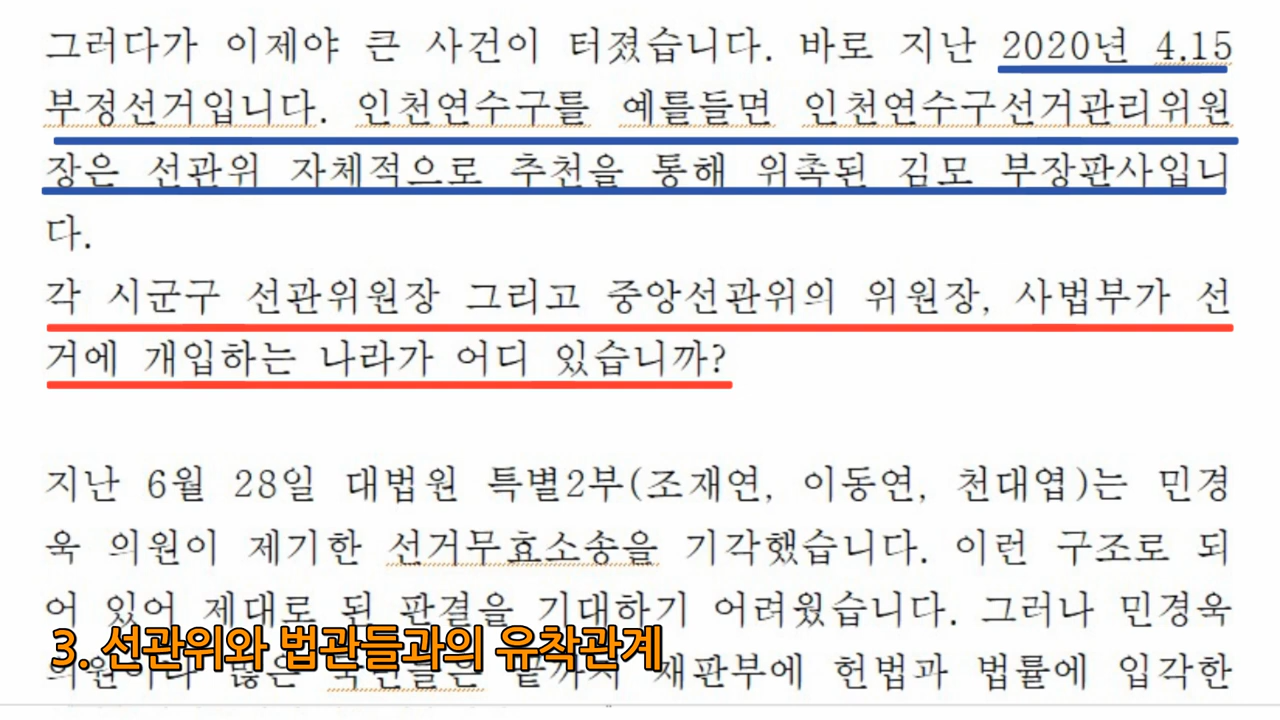 그러다가 이제야 큰 사건이 터졌습니다. 바로 지난 2020년 4.15
부정선거입니다. 인천연수구를 예를들면 인천연수구선거관리위원
장은 선관위 자체적으로 추천을 통해 위촉된 김모 부장판사입니
다.
각 시군구 선관위원장 그리고 중앙선관위의 위원장, 사법부가 선
거에 개입하는 나라가 어디 있습니까?
지난 6월 28일 대법원 특별2부(조재연, 이동연, 천대엽)는 민경
욱 의원이 제기한 선거무효소송을 기각했습니다. 이런 구조로 되
어 있어 제대로 된 판결을 기대하기 어려웠습니다. 그러나 민경욱
3. 선관위와 법관들과의 유착관계
재판부에 헌법과 법률에 입각한